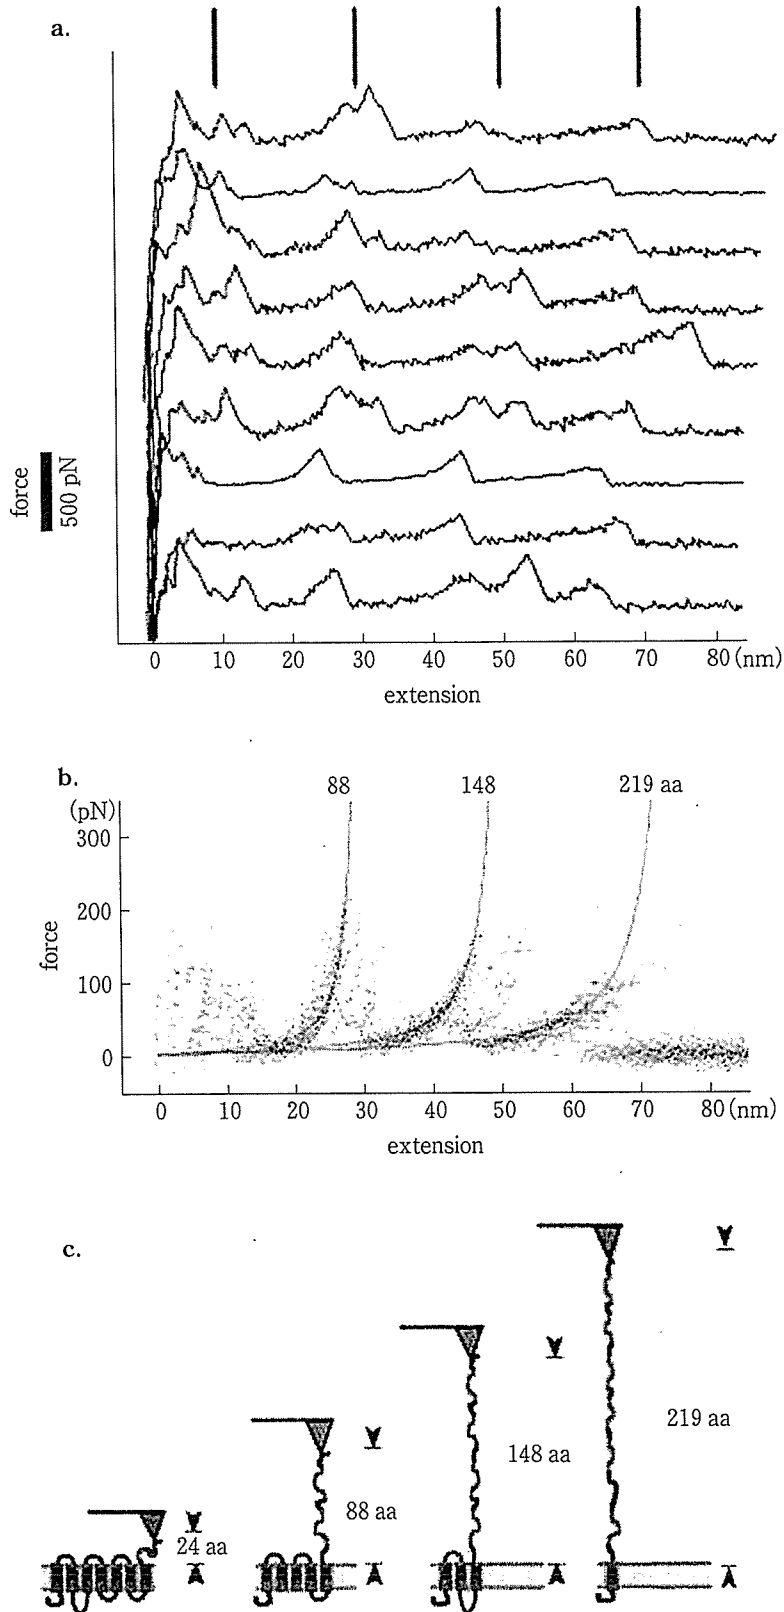 a.
force
500 pN
0 10 20 30 40 50 60 70 80 (nm)
extension
b.
(pN)
88 148 219 aa
300
200
100
0
force
0 10 20 30 40 50 60 70 80 (nm)
extension
c.
24 aa
88 aa
148 aa
219 aa